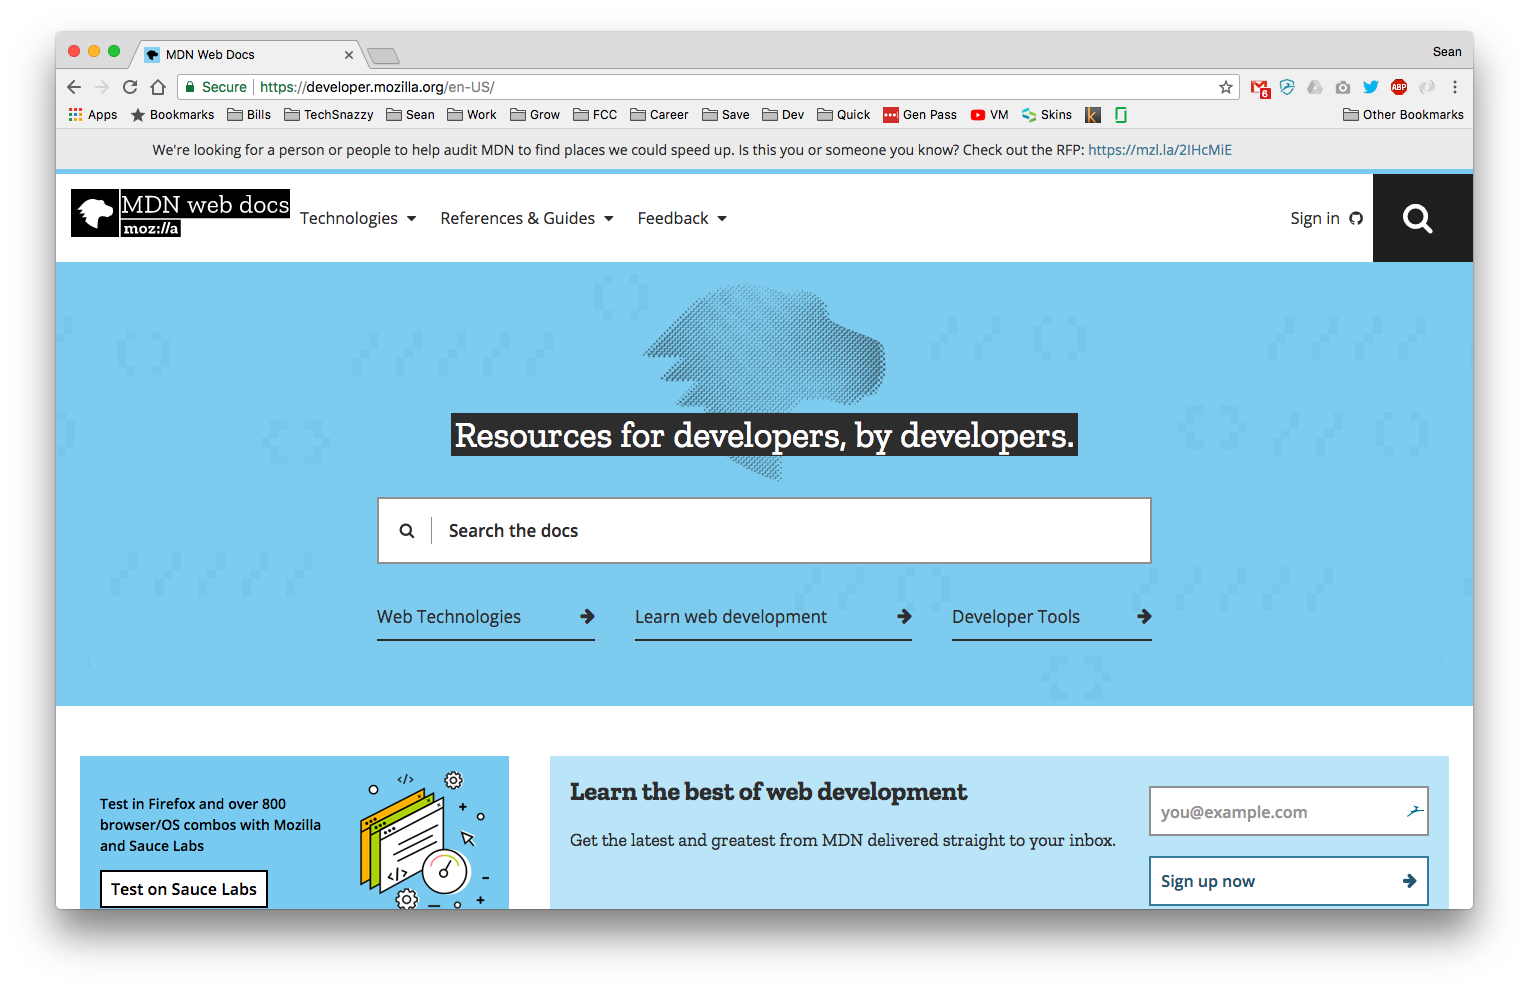 MDN Web Docs
Sean
Secure https://developer.mozilla.org/en-US/
6
ABP
Apps Bookmarks Bills TechSnazzy Sean Work Grow FCC Career Save Dev Quick Gen Pass VM Skins k Other Bookmarks
We're looking for a person or people to help audit MDN to find places we could speed up. Is this you or someone you know? Check out the RFP: https://mzl.la/2IHcMiE
MDN web docs
moz://a
Technologies References & Guides Feedback Sign in
Resources for developers, by developers.
Search the docs
Web Technologies Learn web development Developer Tools
Test in Firefox and over 800
browser/OS combos with Mozilla
and Sauce Labs
Test on Sauce Labs
</>
</>
Learn the best of web development
Get the latest and greatest from MDN delivered straight to your inbox.
you@example.com
Sign up now